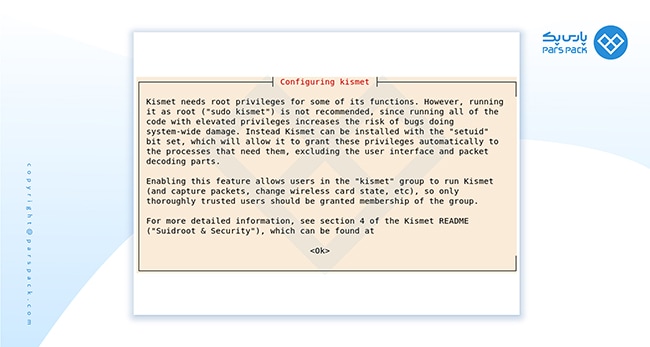 پارس پک
PARS PACK
Configuring kismet
Kismet needs root privileges for some of its functions. However, running
it as root ("sudo kismet") is not recommended, since running all of the
code with elevated privileges increases the risk of bugs doing
system-wide damage. Instead Kismet can be installed with the "setuid"
bit set, which will allow it to grant these privileges automatically to
the processes that need them, excluding the user interface and packet
decoding parts.
Enabling this feature allows users in the "kismet" group to run Kismet
(and capture packets, change wireless card state, etc), so only
thoroughly trusted users should be granted membership of the group.
For more detailed information, see section 4 of the Kismet README
("Suidroot & Security"), which can be found at
<Ok>
copyright@parspack.com